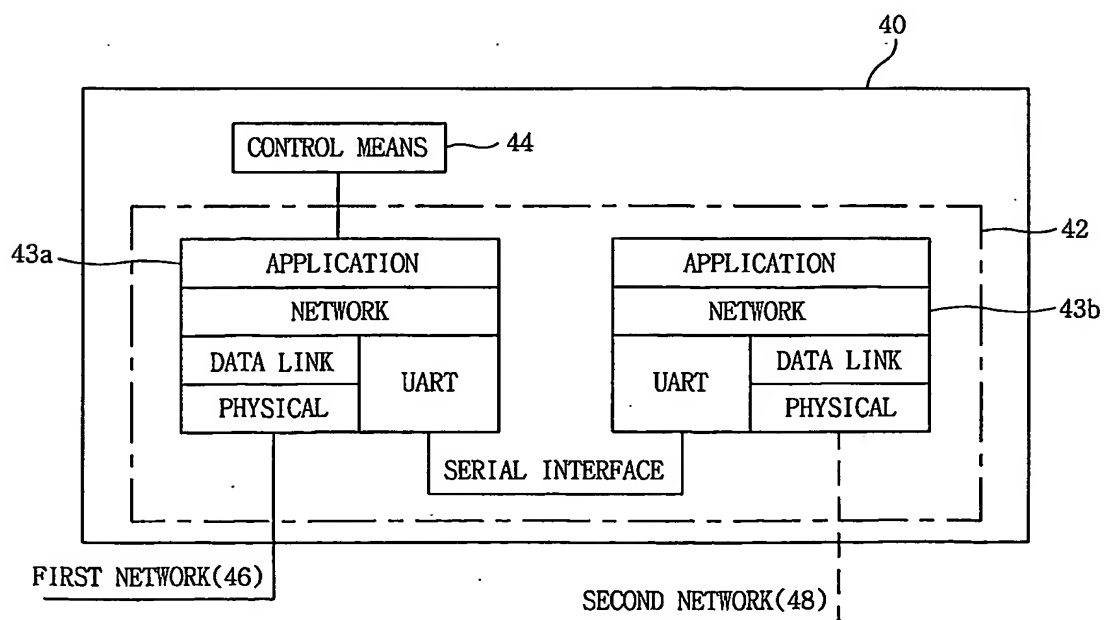 40
CONTROL MEANS
44
42
43a
APPLICATION
NETWORK
DATA LINK
PHYSICAL
UART
APPLICATION
NETWORK
43b
UART
DATA LINK
PHYSICAL
SERIAL INTERFACE
FIRST NETWORK(46)
SECOND NETWORK(48)